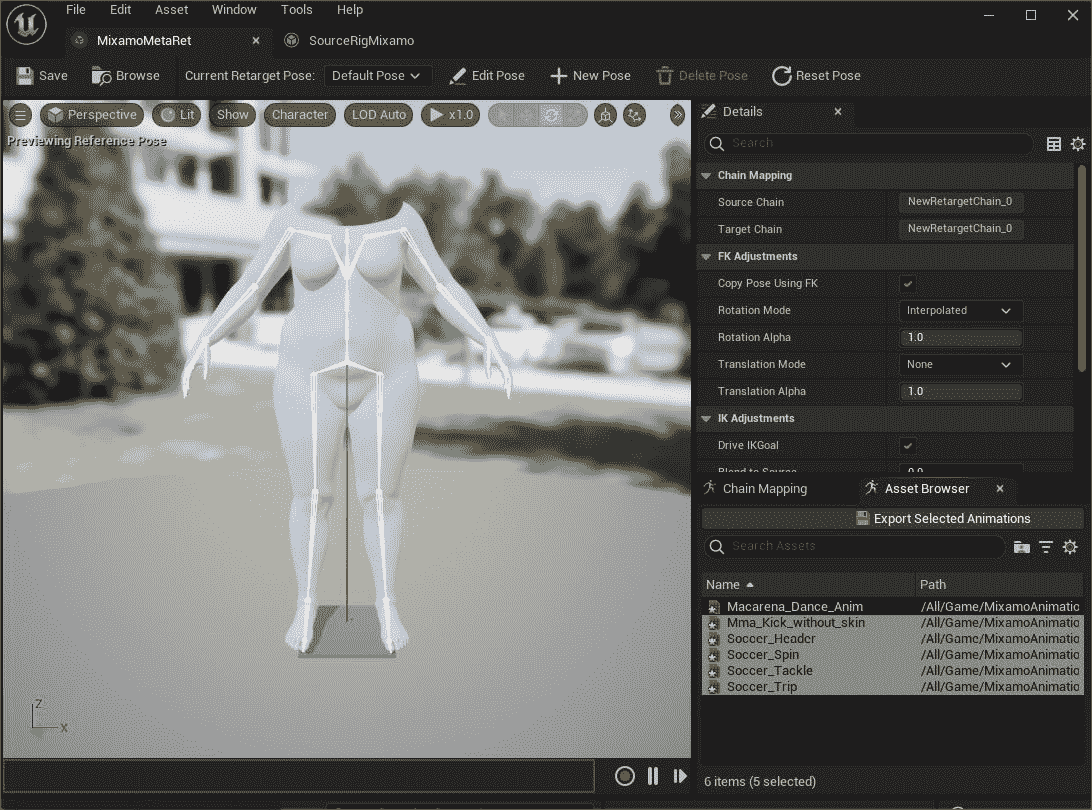 File Edit Asset Window Tools Help
MixamoMetaRet SourceRigMixamo
Save Browse Current Retarget Pose: Default Pose Edit Pose New Pose Delete Pose Reset Pose
Perspective Lit Show Character LOD Auto x1.0
Previewing Reference Pose
Z
X
Details
Search
Chain Mapping
Source Chain NewRetargetChain_0
Target Chain NewRetargetChain_0
FK Adjustments
Copy Pose Using FK
Rotation Mode Interpolated
Rotation Alpha 1.0
Translation Mode None
Translation Alpha 1.0
IK Adjustments
Drive IKGoal
Blend to Source 0.0
Chain Mapping Asset Browser
Export Selected Animations
Search Assets
Name Path
Macarena_Dance_Anim /All/Game/MixamoAnimatio
Mma_Kick_without_skin /All/Game/MixamoAnimatio
Soccer_Header /All/Game/MixamoAnimatio
Soccer_Spin /All/Game/MixamoAnimatio
Soccer_Tackle /All/Game/MixamoAnimatio
Soccer_Trip /All/Game/MixamoAnimatio
6 items (5 selected)